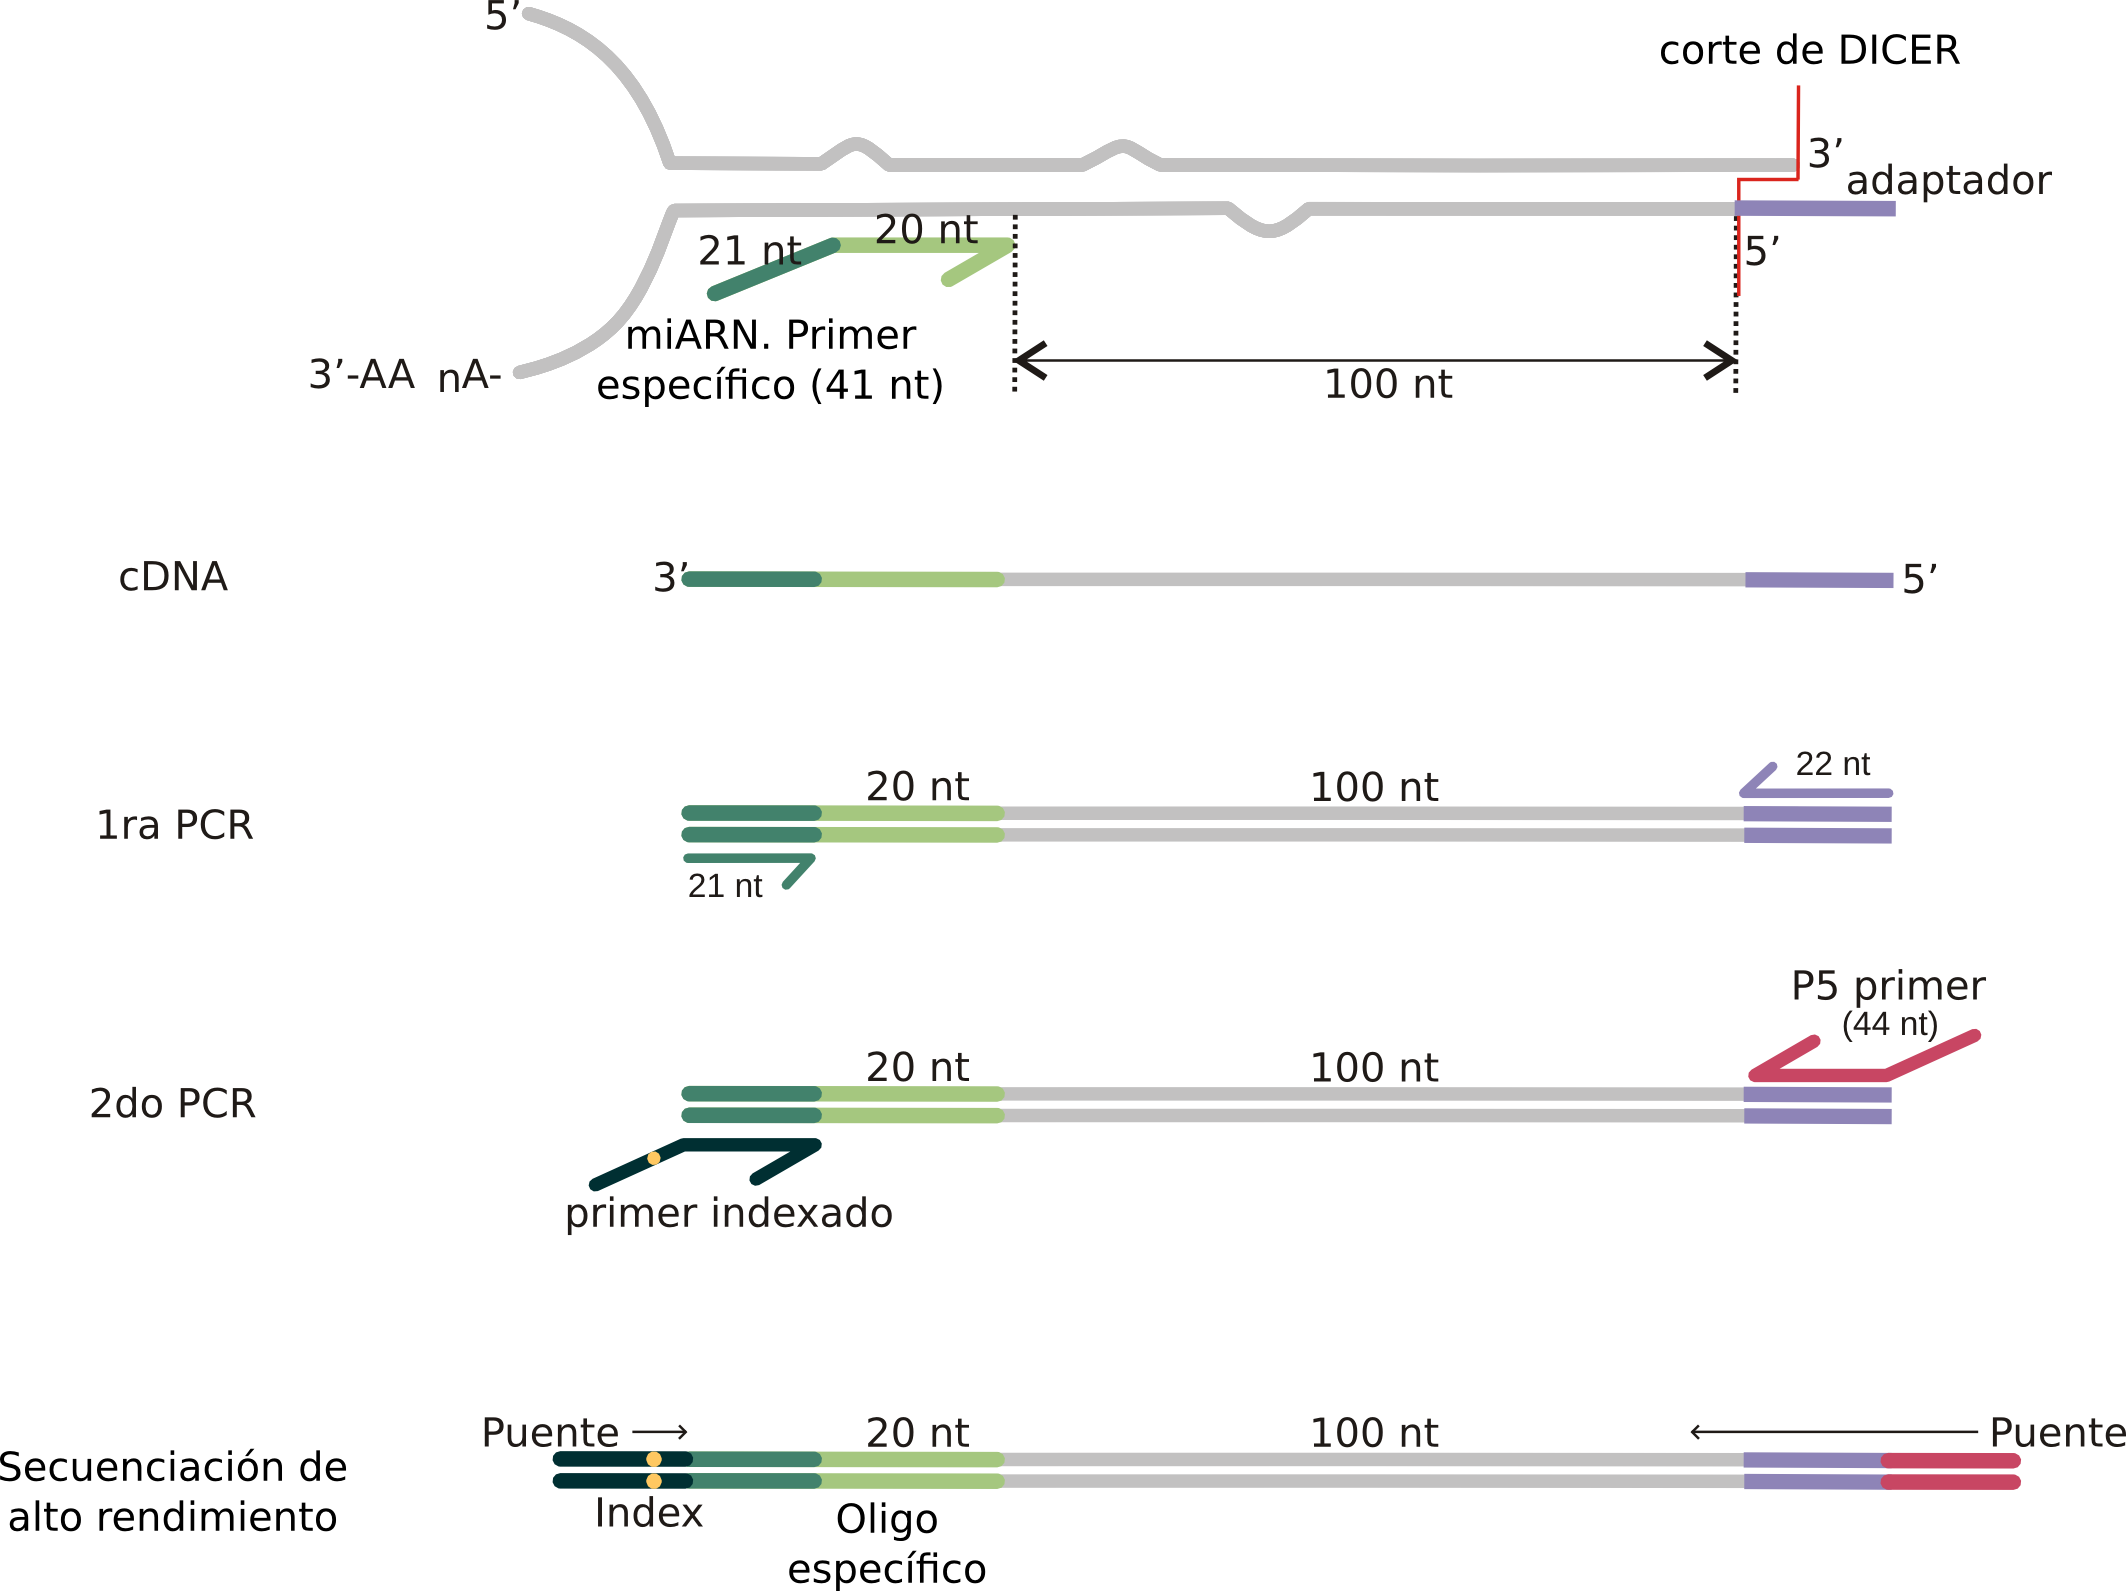 5’
corte de DICER
3’
adaptador
21 nt
20 nt
5’
miARN. Primer
específico (41 nt)
3’-AA nA-
100 nt
cDNA
3’
5’
1ra PCR
20 nt
100 nt
22 nt
21 nt
2do PCR
20 nt
100 nt
P5 primer
(44 nt)
primer indexado
Secuenciación de
alto rendimiento
Puente
20 nt
100 nt
Puente
Index
Oligo
específico